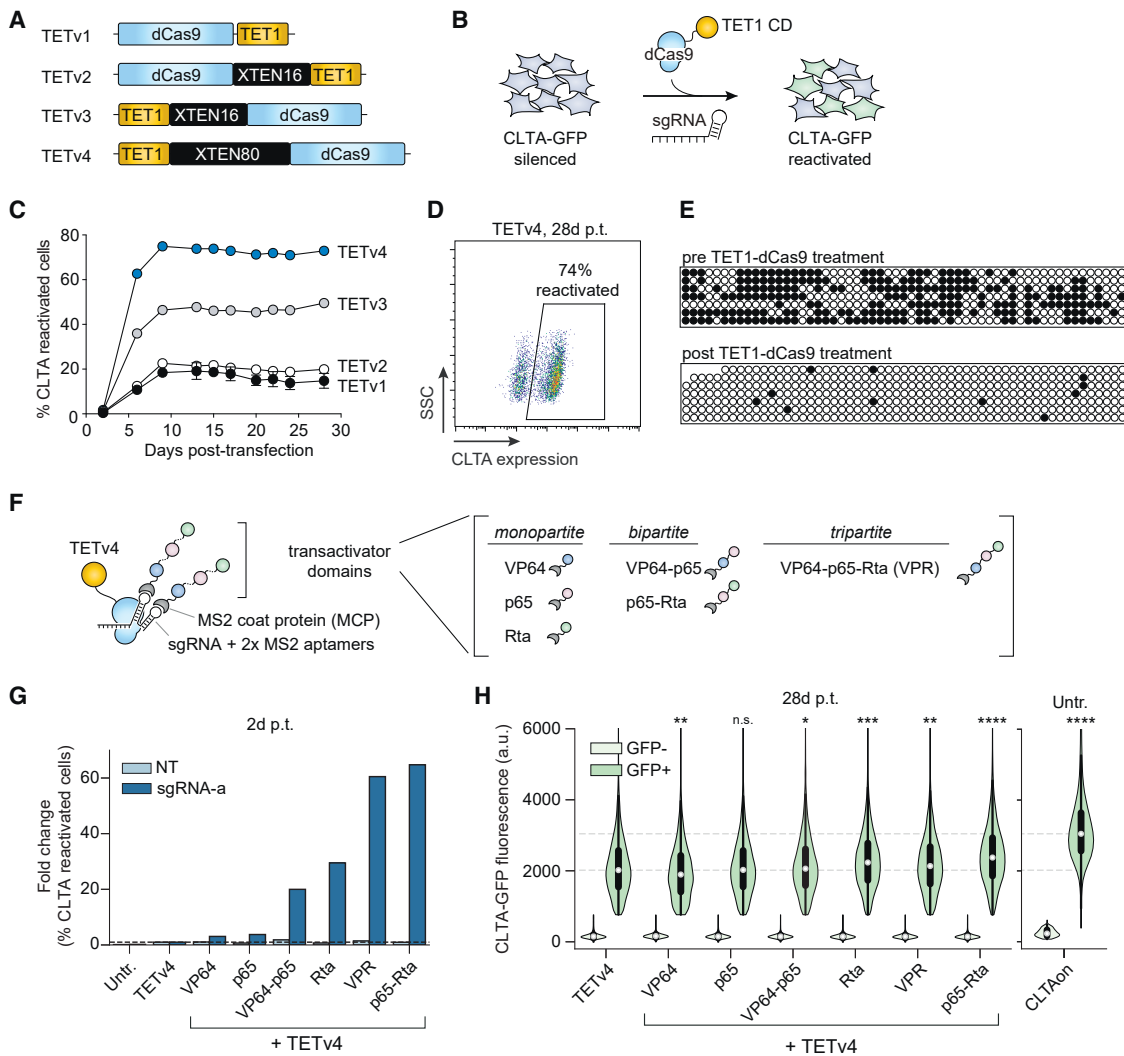 A
TETv1
dCas9
TET1
TETv2
dCas9
XTEN16
TET1
TETv3
TET1
XTEN16
dCas9
TETv4
TET1
XTEN80
dCas9
B
CLTA-GFP
silenced
dCas9
TET1 CD
sgRNA
CLTA-GFP
reactivated
C
% CLTA reactivated cells
80
60
40
20
0
0
5
10
15
20
25
30
Days post-transfection
TETv4
TETv3
TETv2
TETv1
D
TETv4, 28d p.t.
74%
reactivated
SSC
CLTA expression
E
pre TET1-dCas9 treatment
post TET1-dCas9 treatment
F
TETv4
transactivator
domains
MS2 coat protein (MCP)
sgRNA + 2x MS2 aptamers
monopartite
VP64
p65
Rta
bipartite
VP64-p65
p65-Rta
tripartite
VP64-p65-Rta (VPR)
G
2d p.t.
NT
sgRNA-a
Fold change
(% CLTA reactivated cells)
60
40
20
0
Untr.
TETv4
VP64
p65
VP64-p65
Rta
VPR
p65-Rta
+ TETv4
H
28d p.t.
Untr.
CLTA-GFP fluorescence (a.u.)
6000
4000
2000
0
GFP-
GFP+
**
n.s.
*
***
**
****
****
TETv4
VP64
p65
VP64-p65
Rta
VPR
p65-Rta
CLTAon
+ TETv4